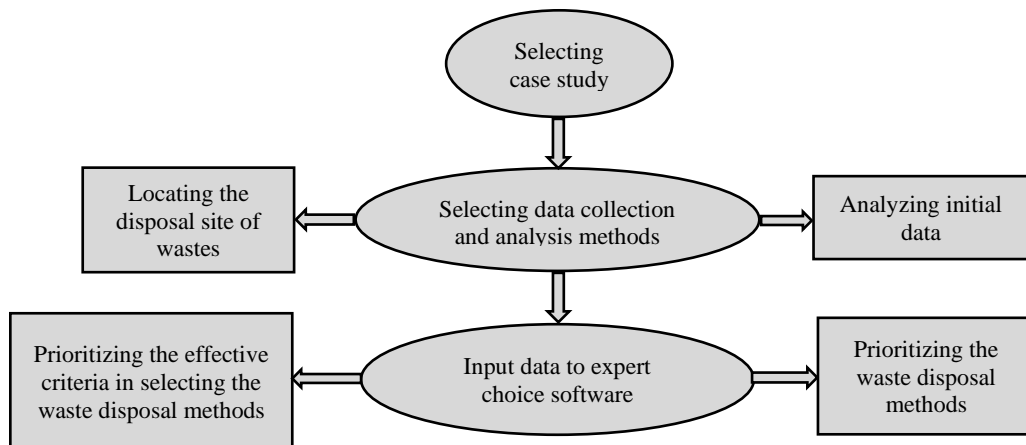 Selecting
case study
Locating the
disposal site of
wastes
Selecting data collection
and analysis methods
Analyzing initial
data
Prioritizing the effective
criteria in selecting the
waste disposal methods
Input data to expert
choice software
Prioritizing the
waste disposal
methods